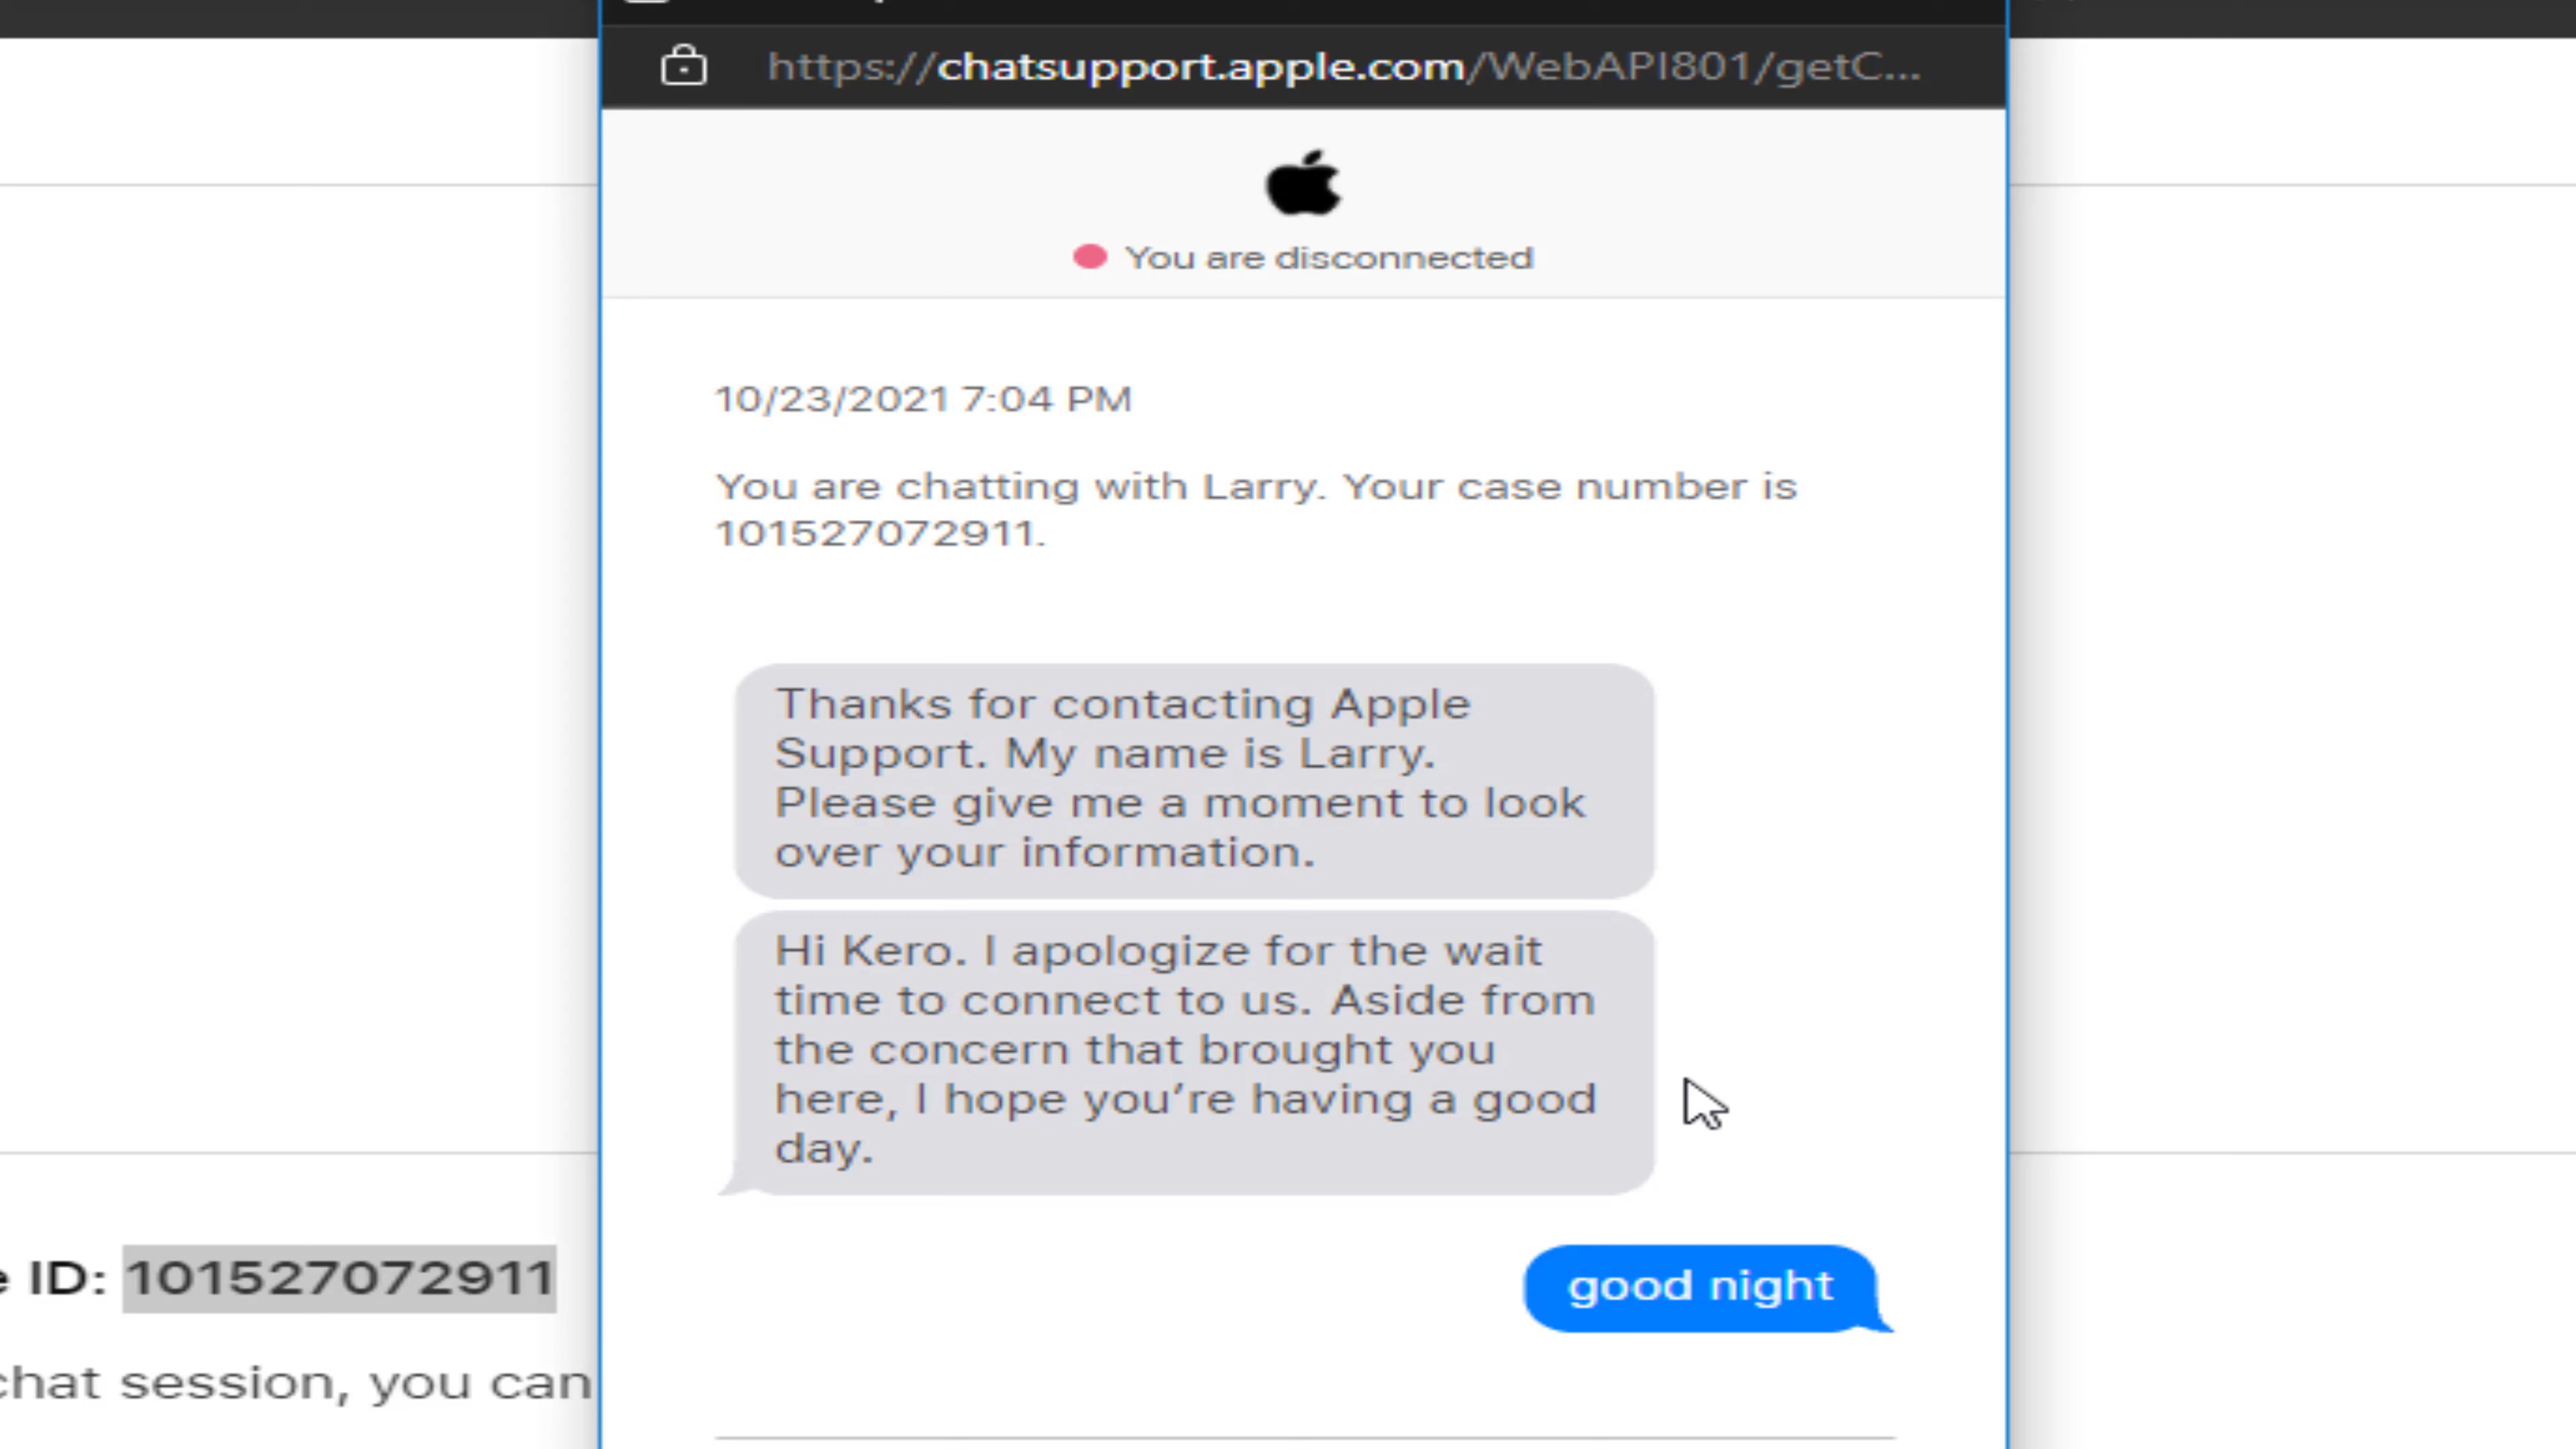 https://chatsupport.apple.com/WebAPI801/getC...
You are disconnected
10/23/2021 7:04 PM
You are chatting with Larry. Your case number is
101527072911.
Thanks for contacting Apple
Support. My name is Larry.
Please give me a moment to look
over your information.
Hi Kero. I apologize for the wait
time to connect to us. Aside from
the concern that brought you
here, I hope you’re having a good
day.
good night
ID: 101527072911
chat session, you can